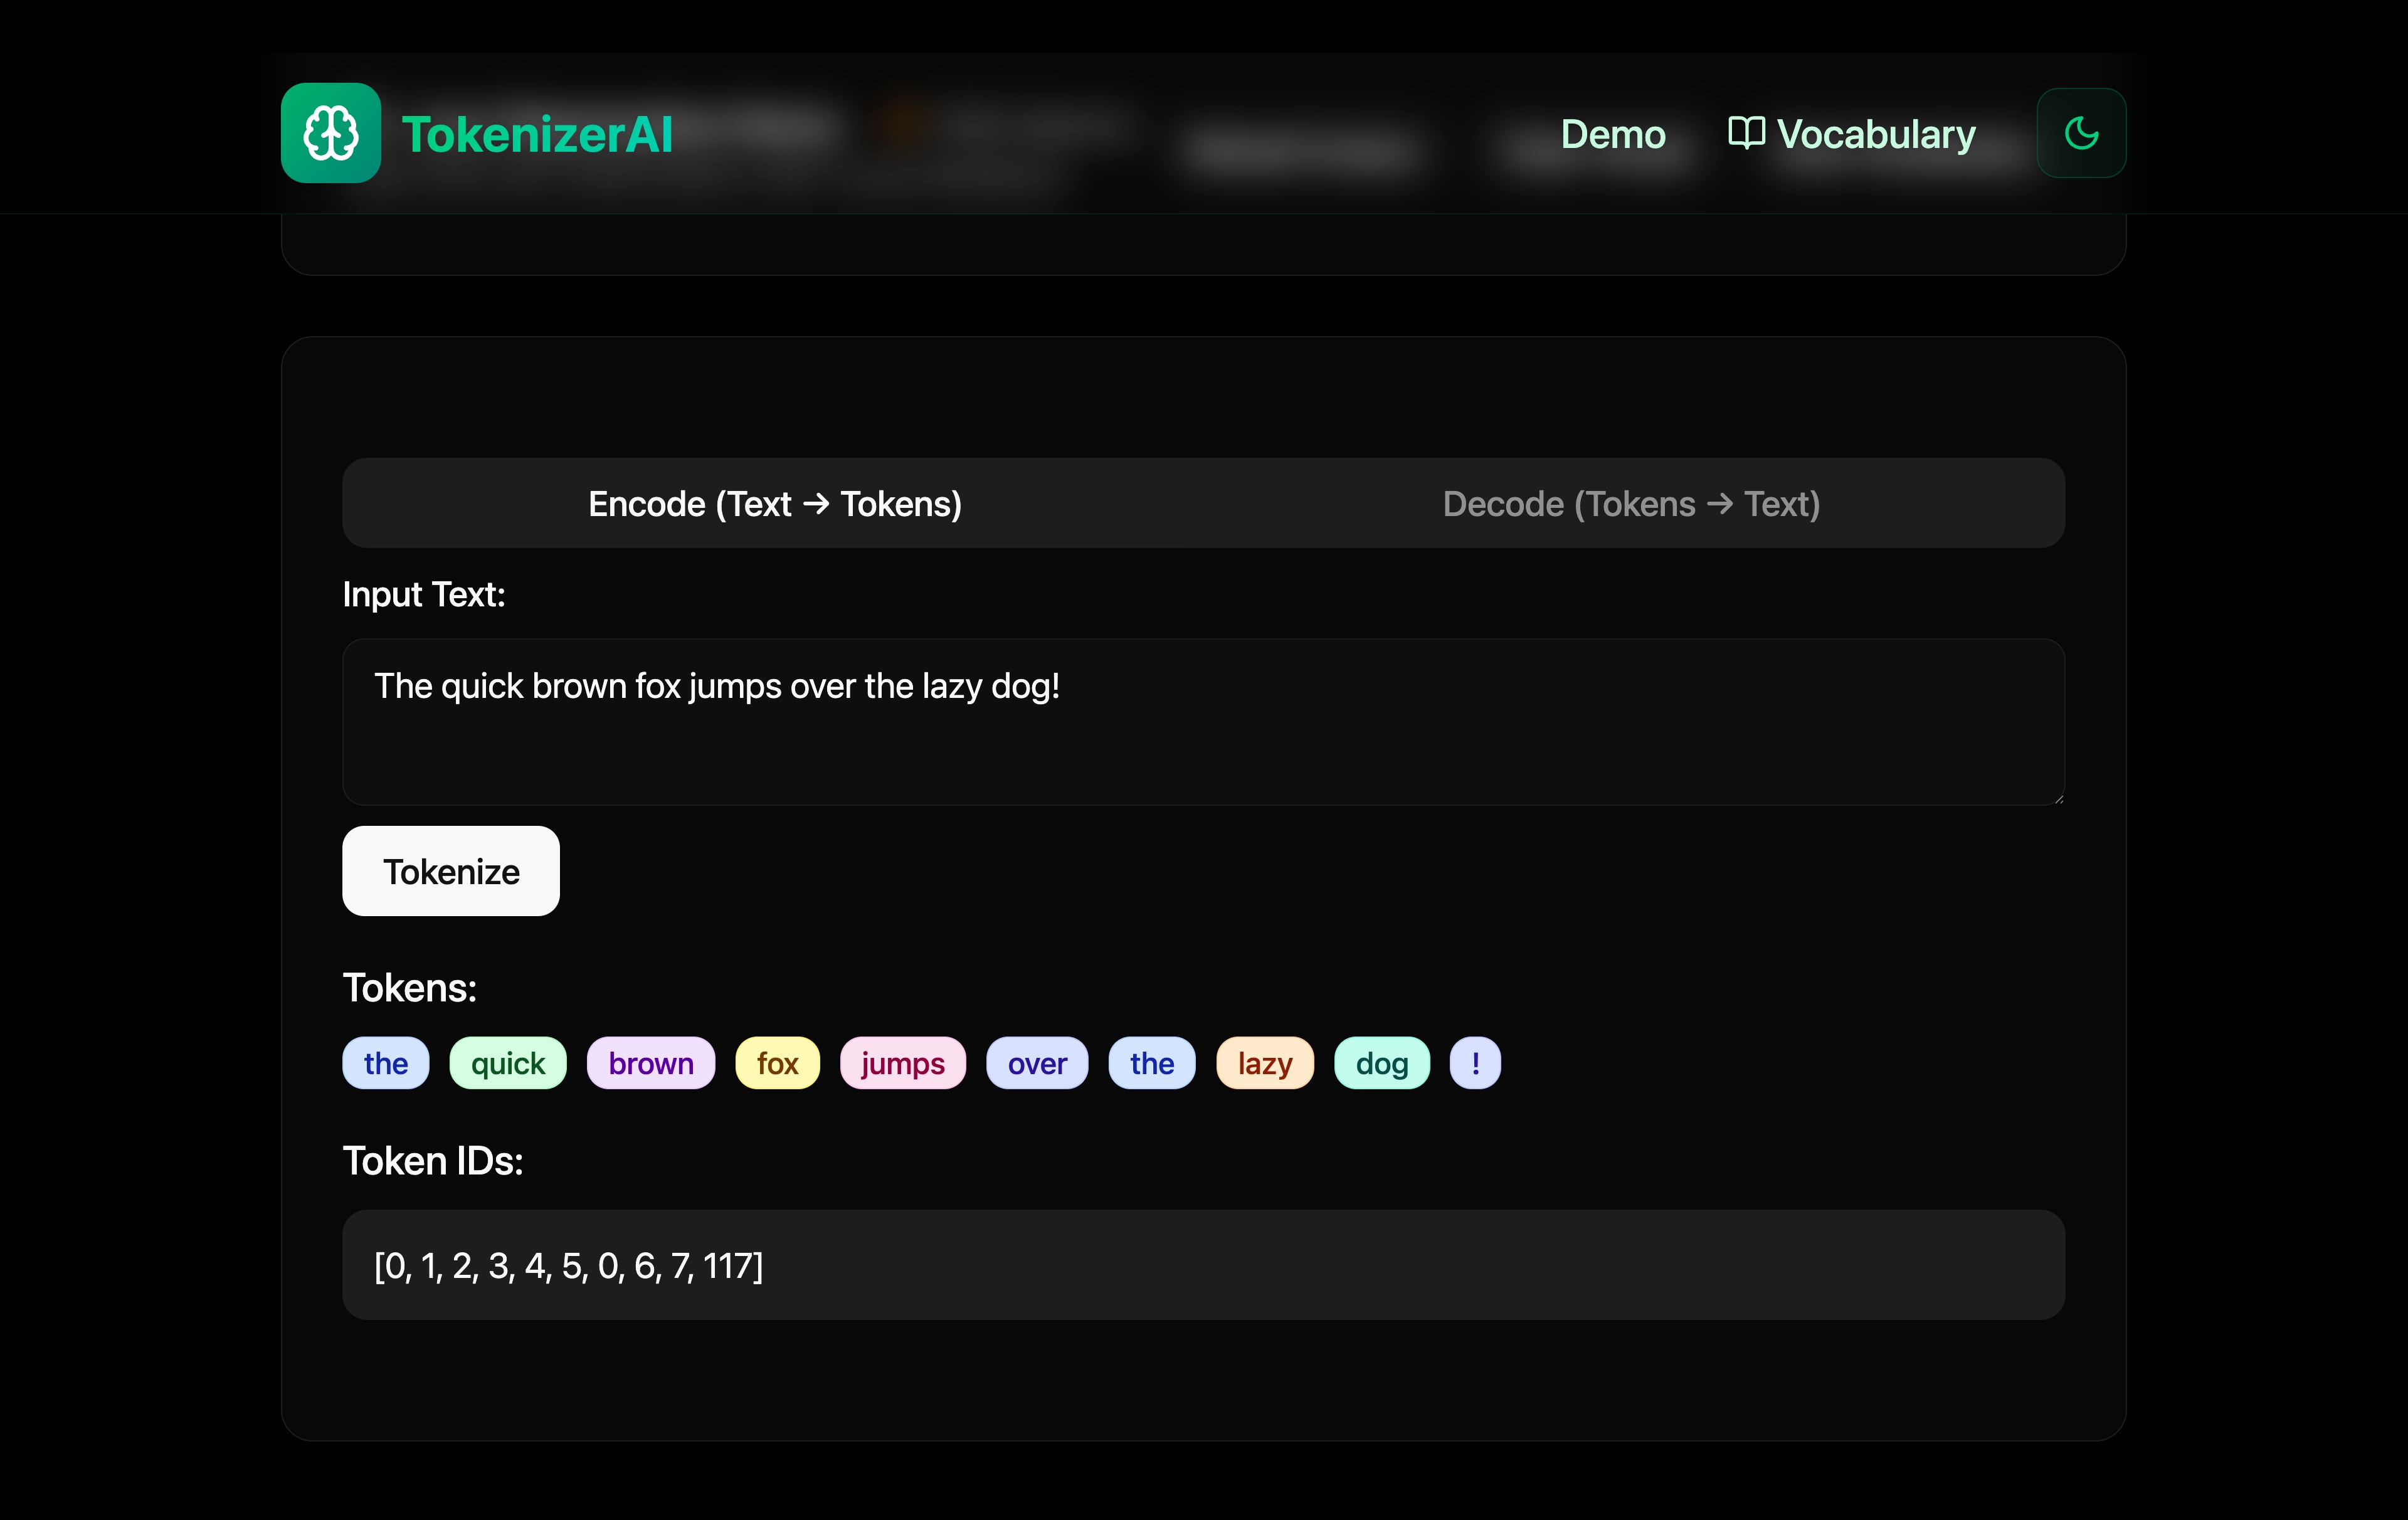 TokenizerAI
Demo
Vocabulary
Encode (Text → Tokens)
Decode (Tokens → Text)
Input Text:
The quick brown fox jumps over the lazy dog!
Tokenize
Tokens:
the quick brown fox jumps over the lazy dog !
Token IDs:
[0, 1, 2, 3, 4, 5, 0, 6, 7, 117]